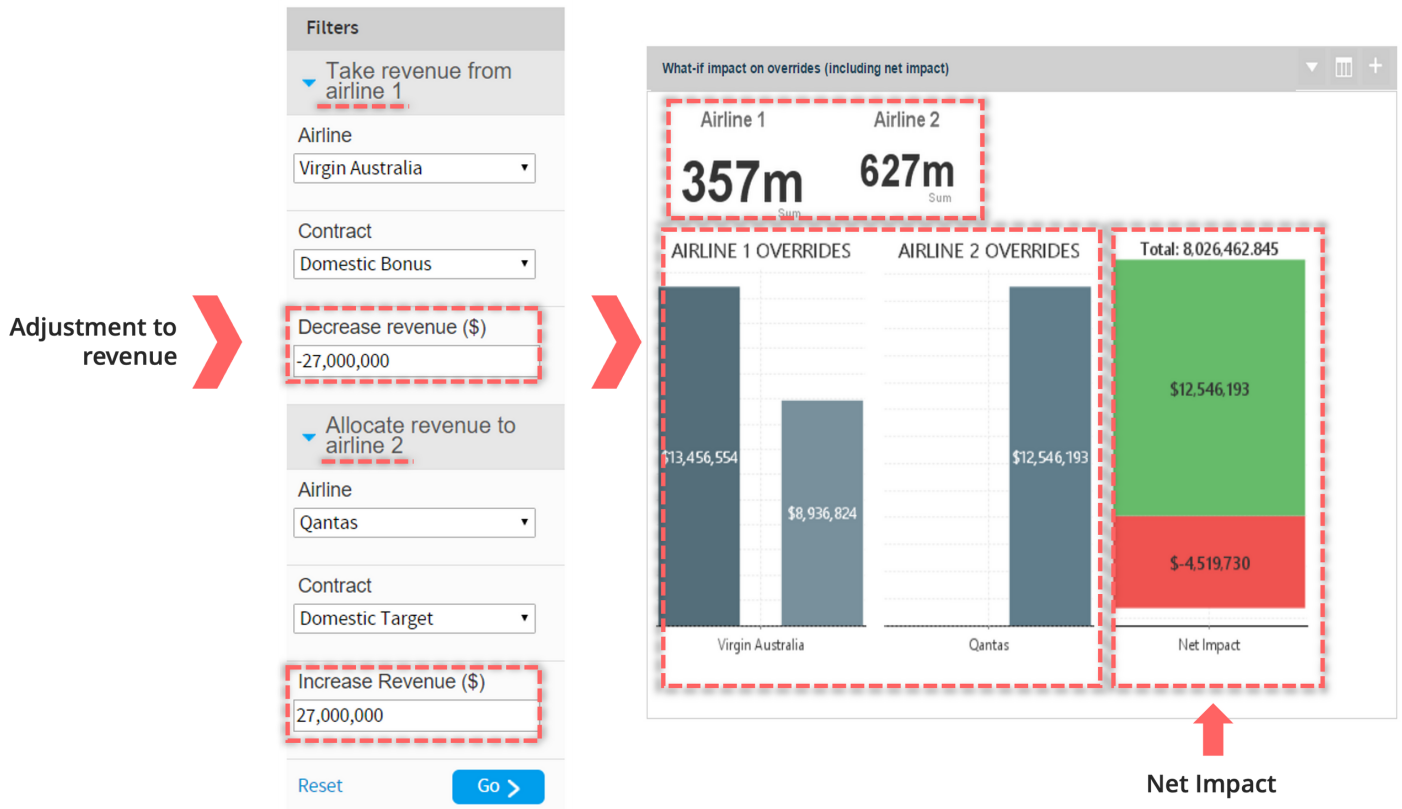 Adjustment to
revenue
Filters
Take revenue from
airline 1
Airline
Virgin Australia
Contract
Domestic Bonus
Decrease revenue ($)
-27,000,000
Allocate revenue to
airline 2
Airline
Qantas
Contract
Domestic Target
Increase Revenue ($)
27,000,000
Reset
Go
What-if impact on overrides (including net impact)
Airline 1
357m
Sum
Airline 2
627m
Sum
AIRLINE 1 OVERRIDES
$13,456,554
$8,936,824
Virgin Australia
AIRLINE 2 OVERRIDES
$12,546,193
Qantas
Total: 8,026,462.845
$12,546,193
$-4,519,730
Net Impact
Net Impact